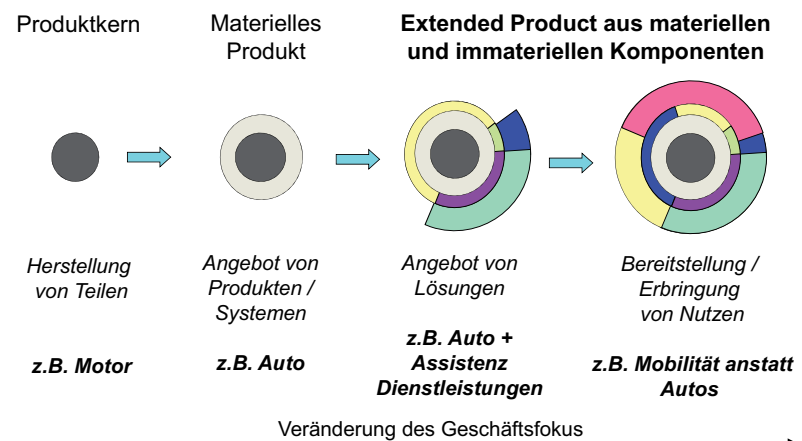 Produktkern
Materielles
Produkt
Extended Product aus materiellen
und immateriellen Komponenten
Herstellung
von Teilen
Angebot von
Produkten /
Systemen
Angebot von
Lösungen
Bereitstellung /
Erbringung
von Nutzen
z.B. Motor
z.B. Auto
z.B. Auto +
Assistenz
Dienstleistungen
z.B. Mobilität anstatt
Autos
Veränderung des Geschäftsfokus